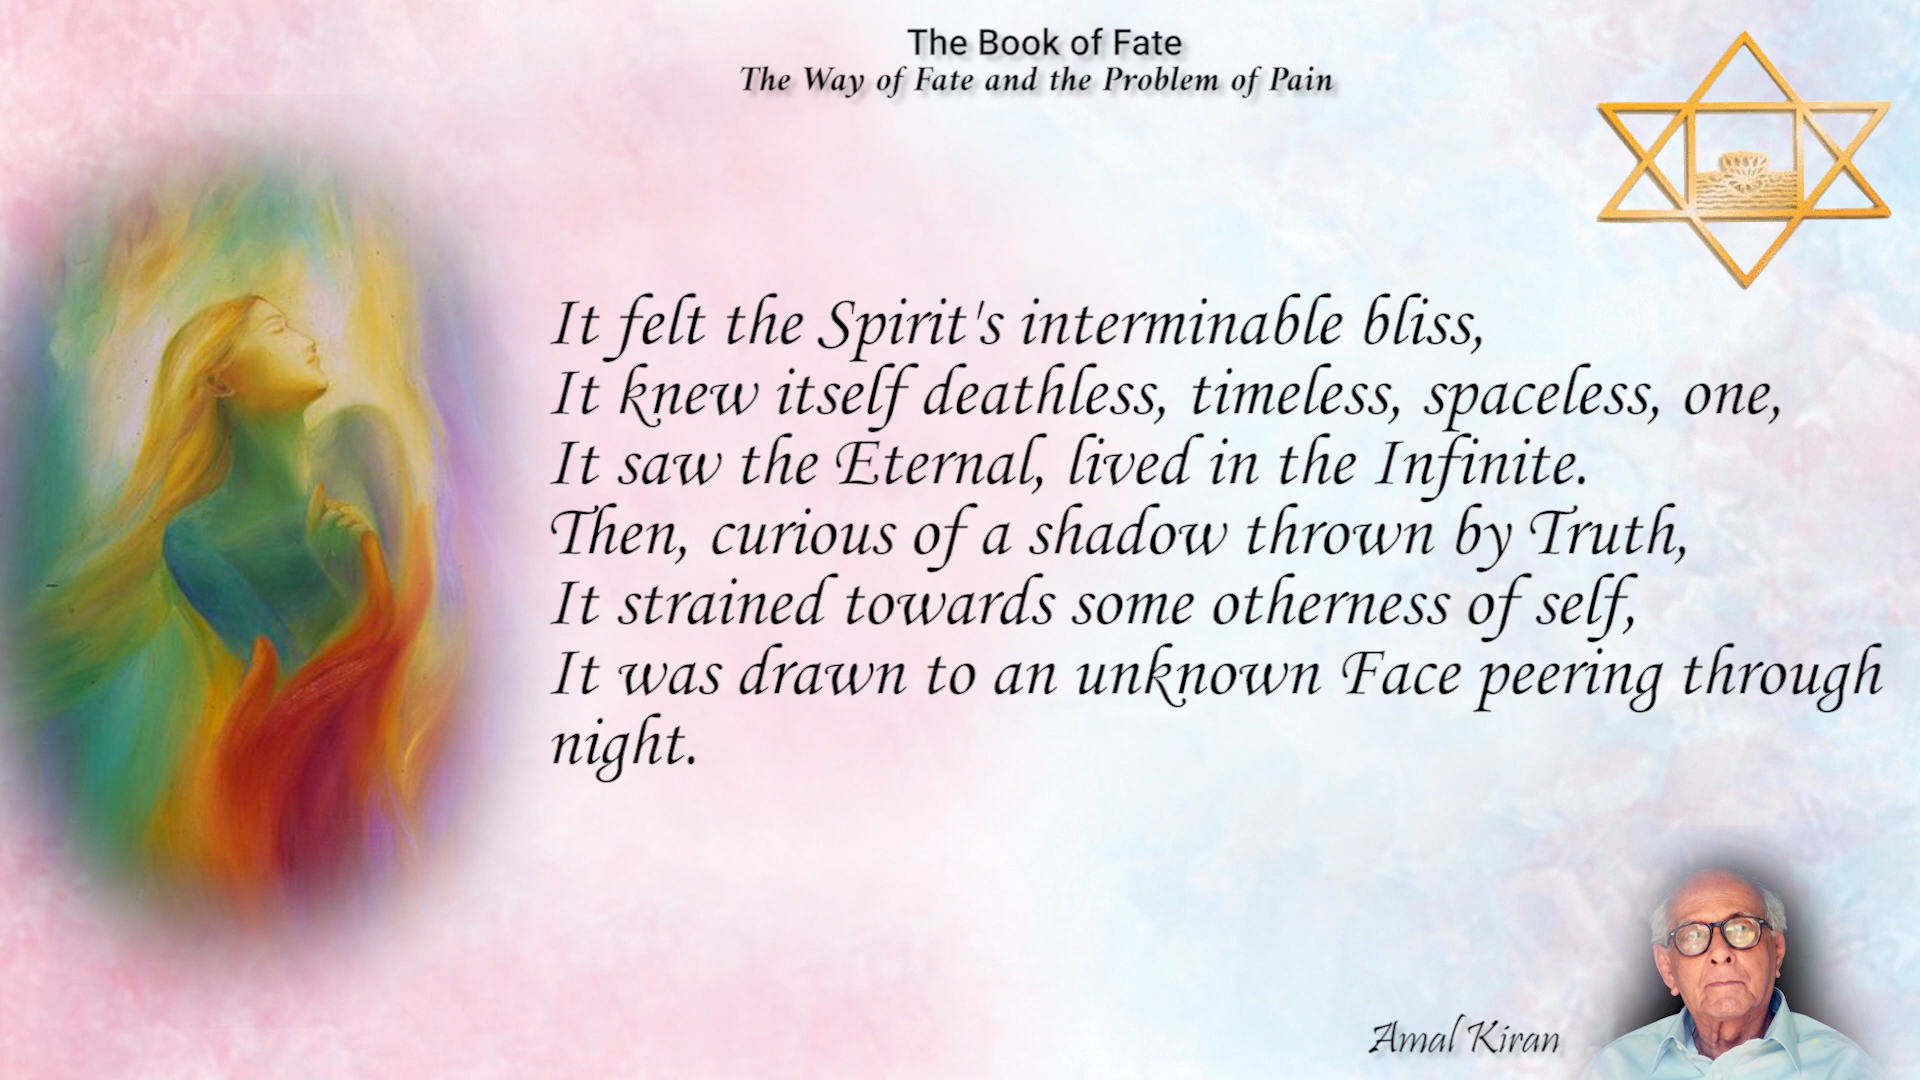 The Book of Fate
The Way of Fate and the Problem of Pain
It felt the Spirit's interminable bliss,
It knew itself deathless, timeless, spaceless, one,
It saw the Eternal, lived in the Infinite.
Then, curious of a shadow thrown by Truth,
It strained towards some otherness of self,
It was drawn to an unknown Face peering through
night.
Amal Kiran